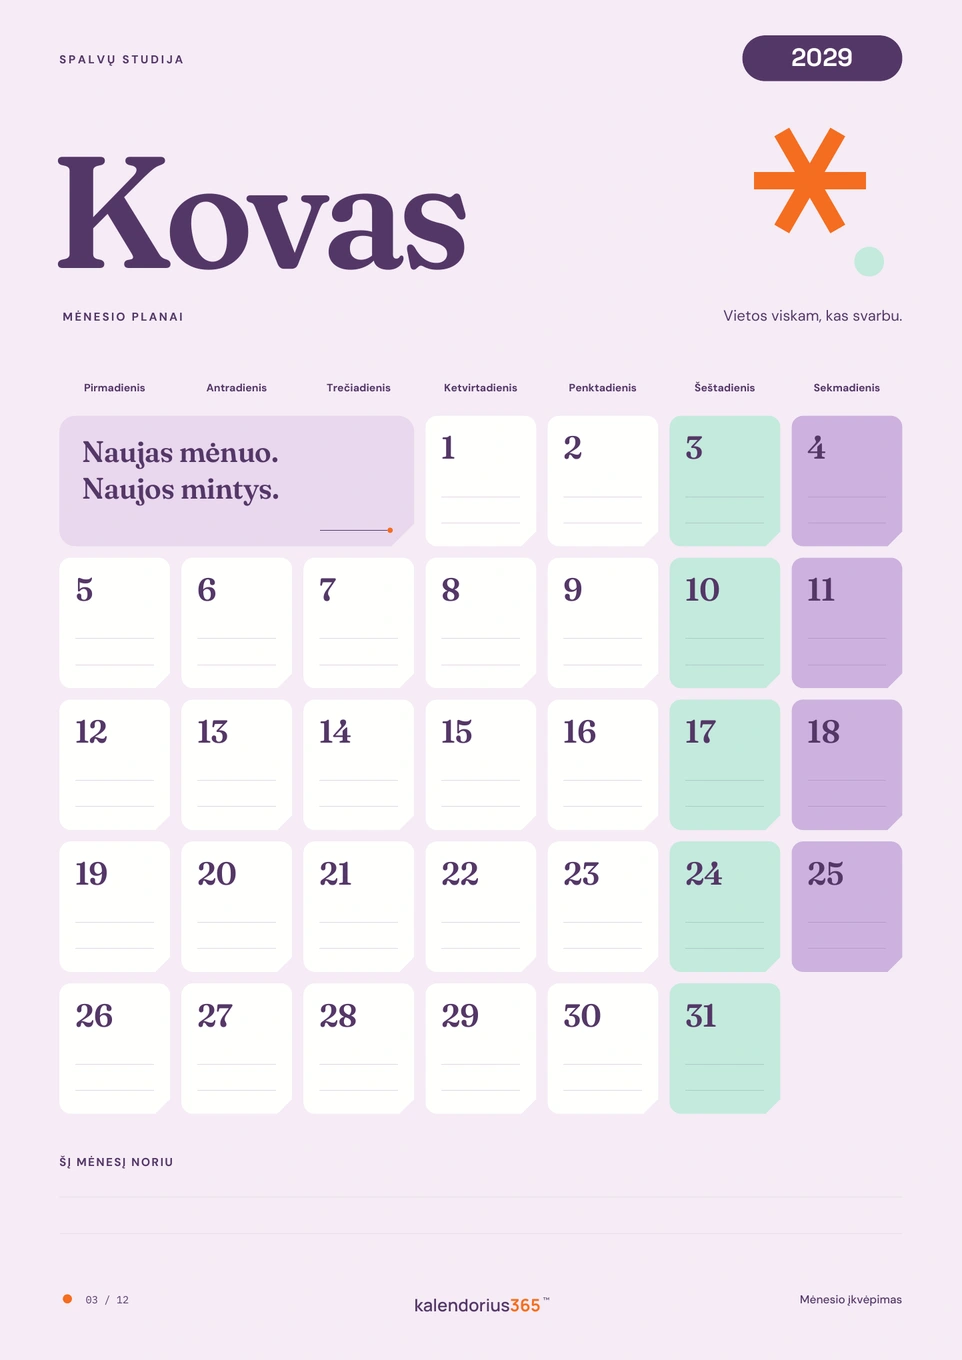 SPALVŲ STUDIJA
2029
Kovas
MĖNESIO PLANAI
Vietos viskam, kas svarbu.
Pirmadienis Antradienis Trečiadienis Ketvirtadienis Penktadienis Šeštadienis Sekmadienis
Naujas mėnuo.
Naujos mintys.
1 2 3 4
5 6 7 8 9 10 11
12 13 14 15 16 17 18
19 20 21 22 23 24 25
26 27 28 29 30 31
ŠĮ MĖNESĮ NORIU
03 / 12
kalendorius365™
Mėnesio įkvėpimas